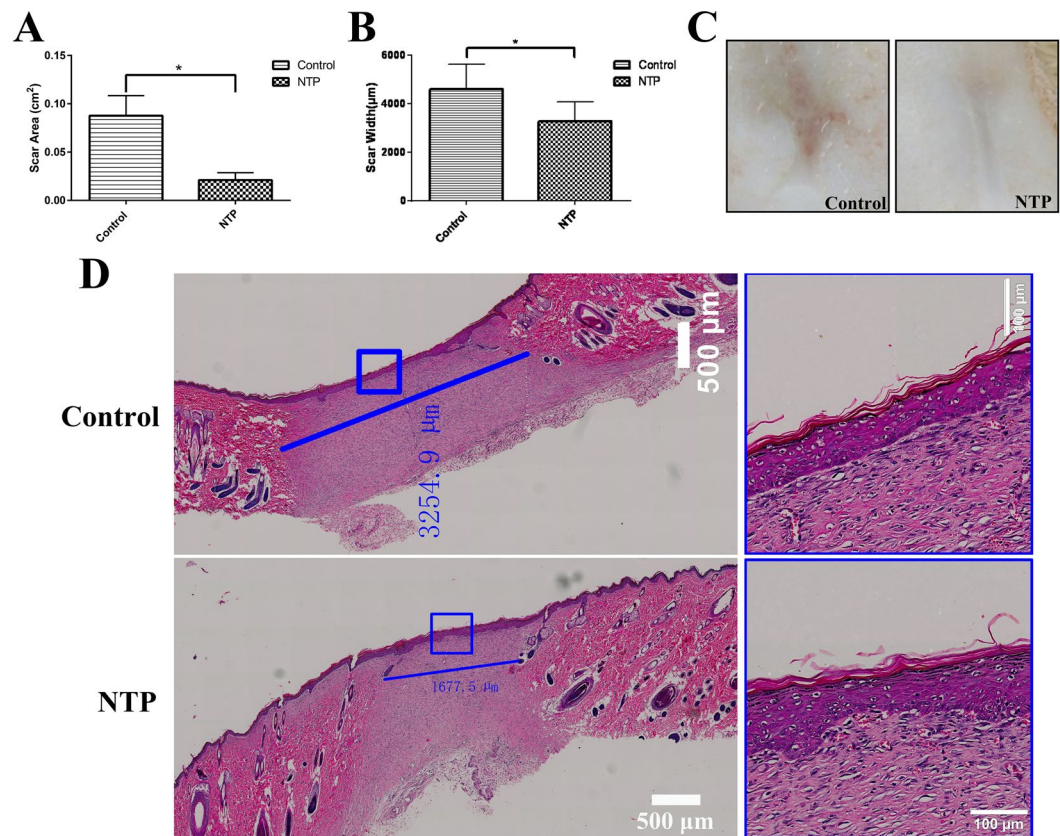 A
Scar Area (cm²)
0.15
0.10
0.05
0.00
*
Control
NTP
Control
NTP
B
Scar Width(μm)
6000
4000
2000
0
*
Control
NTP
Control
NTP
C
Control
NTP
D
Control
3254.9 μm
500 μm
100 μm
NTP
1677.5 μm
500 μm
100 μm